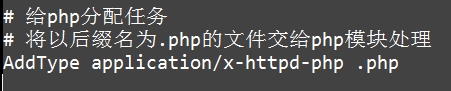 # 给php分配任务
# 将以后缀名为.php的文件交给php模块处理
AddType application/x-httpd-php .php